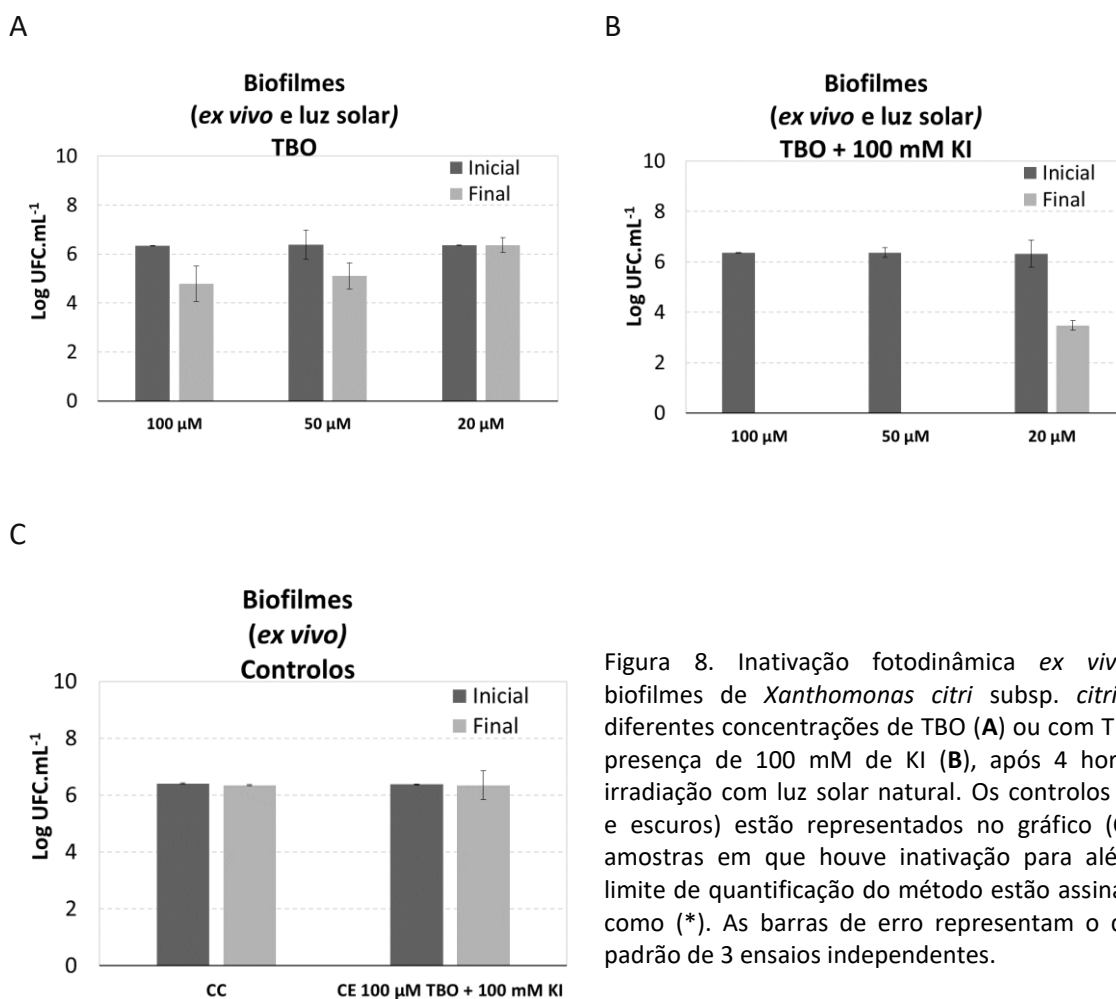 A
Biofilmes
(ex vivo e luz solar)
TBO
10
8
6
4
2
0
Log UFC.mL-1
Inicial
Final
100 µM
50 µM
20 µM
B
Biofilmes
(ex vivo e luz solar)
TBO + 100 mM KI
10
8
6
4
2
0
Log UFC.mL-1
Inicial
Final
100 µM
50 µM
20 µM
C
Biofilmes
(ex vivo)
Controlos
10
8
6
4
2
0
Log UFC.mL-1
Inicial
Final
CC
CE 100 µM TBO + 100 mM KI
Figura 8. Inativação fotodinâmica ex viv
biofilmes de Xanthomonas citri subsp. citri
diferentes concentrações de TBO (A) ou com T
presença de 100 mM de KI (B), após 4 hor
irradiação com luz solar natural. Os controlos
e escuros) estão representados no gráfico (
amostras em que houve inativação para alé
limite de quantificação do método estão assina
como (*). As barras de erro representam o
padrão de 3 ensaios independentes.